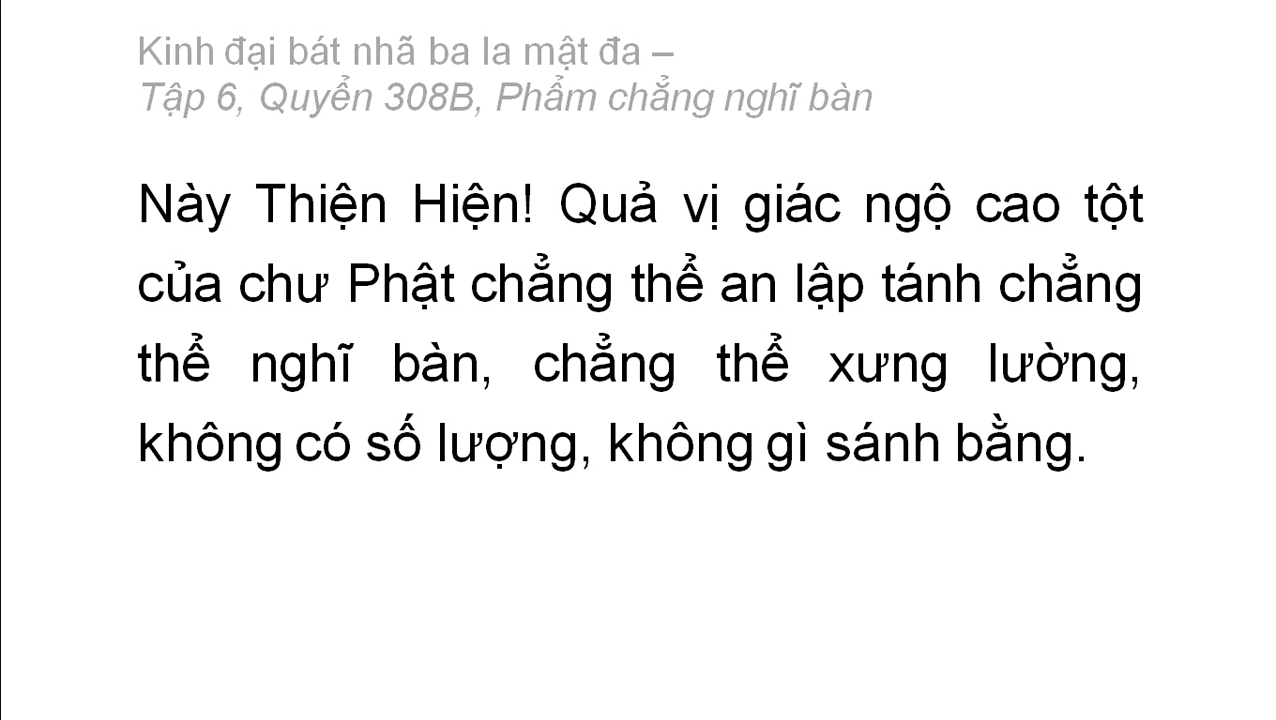 Kinh đại bát nhã ba la mật đa –
Tập 6, Quyển 308B, Phẩm chẳng nghĩ bàn
Này Thiện Hiện! Quả vị giác ngộ cao tột
của chư Phật chẳng thể an lập tánh chẳng
thể nghĩ bàn, chẳng thể xưng lường,
không có số lượng, không gì sánh bằng.